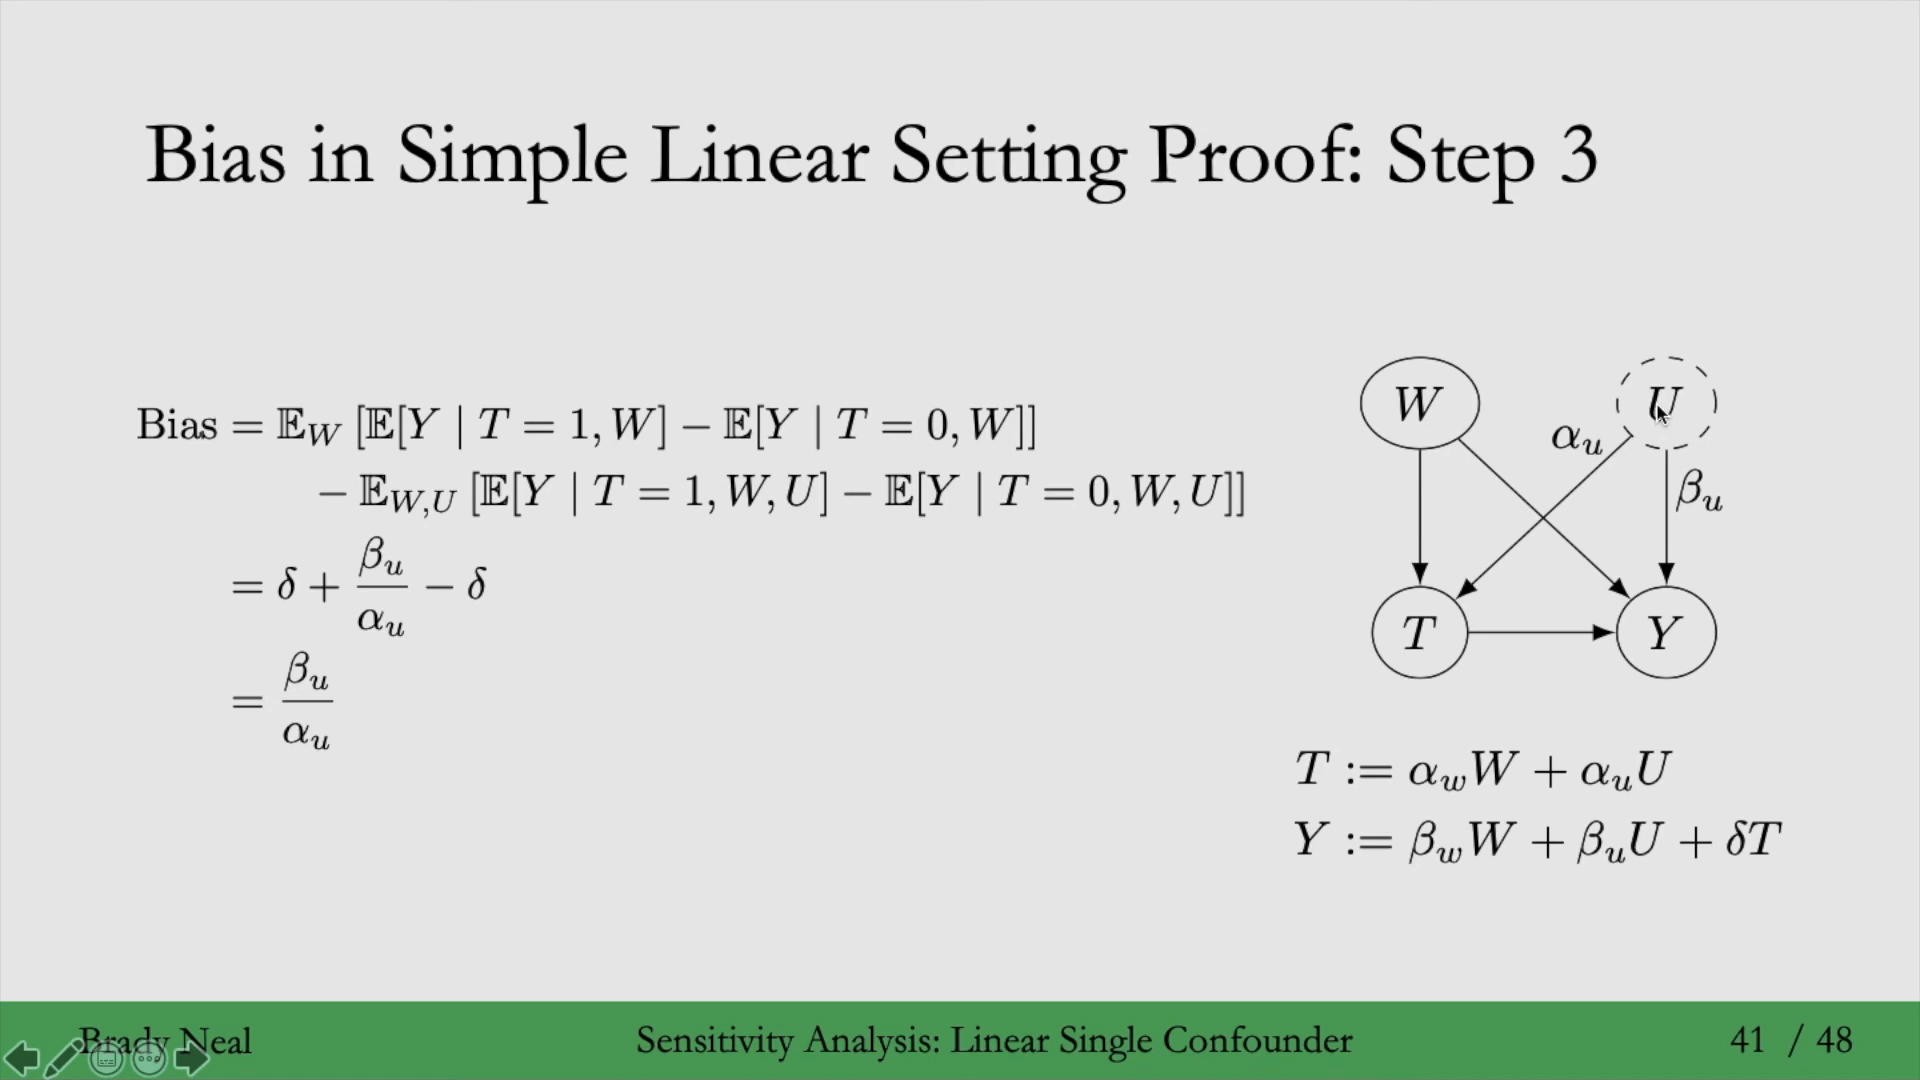 Bias in Simple Linear Setting Proof: Step 3
Bias = 𝔼_W [𝔼[Y | T = 1, W] − 𝔼[Y | T = 0, W]]
− 𝔼_{W,U} [𝔼[Y | T = 1, W, U] − 𝔼[Y | T = 0, W, U]]
= δ + β_u/α_u − δ
= β_u/α_u
W
U
α_u
β_u
T
Y
T := α_w W + α_u U
Y := β_w W + β_u U + δT
Brady Neal
Sensitivity Analysis: Linear Single Confounder
41 / 48